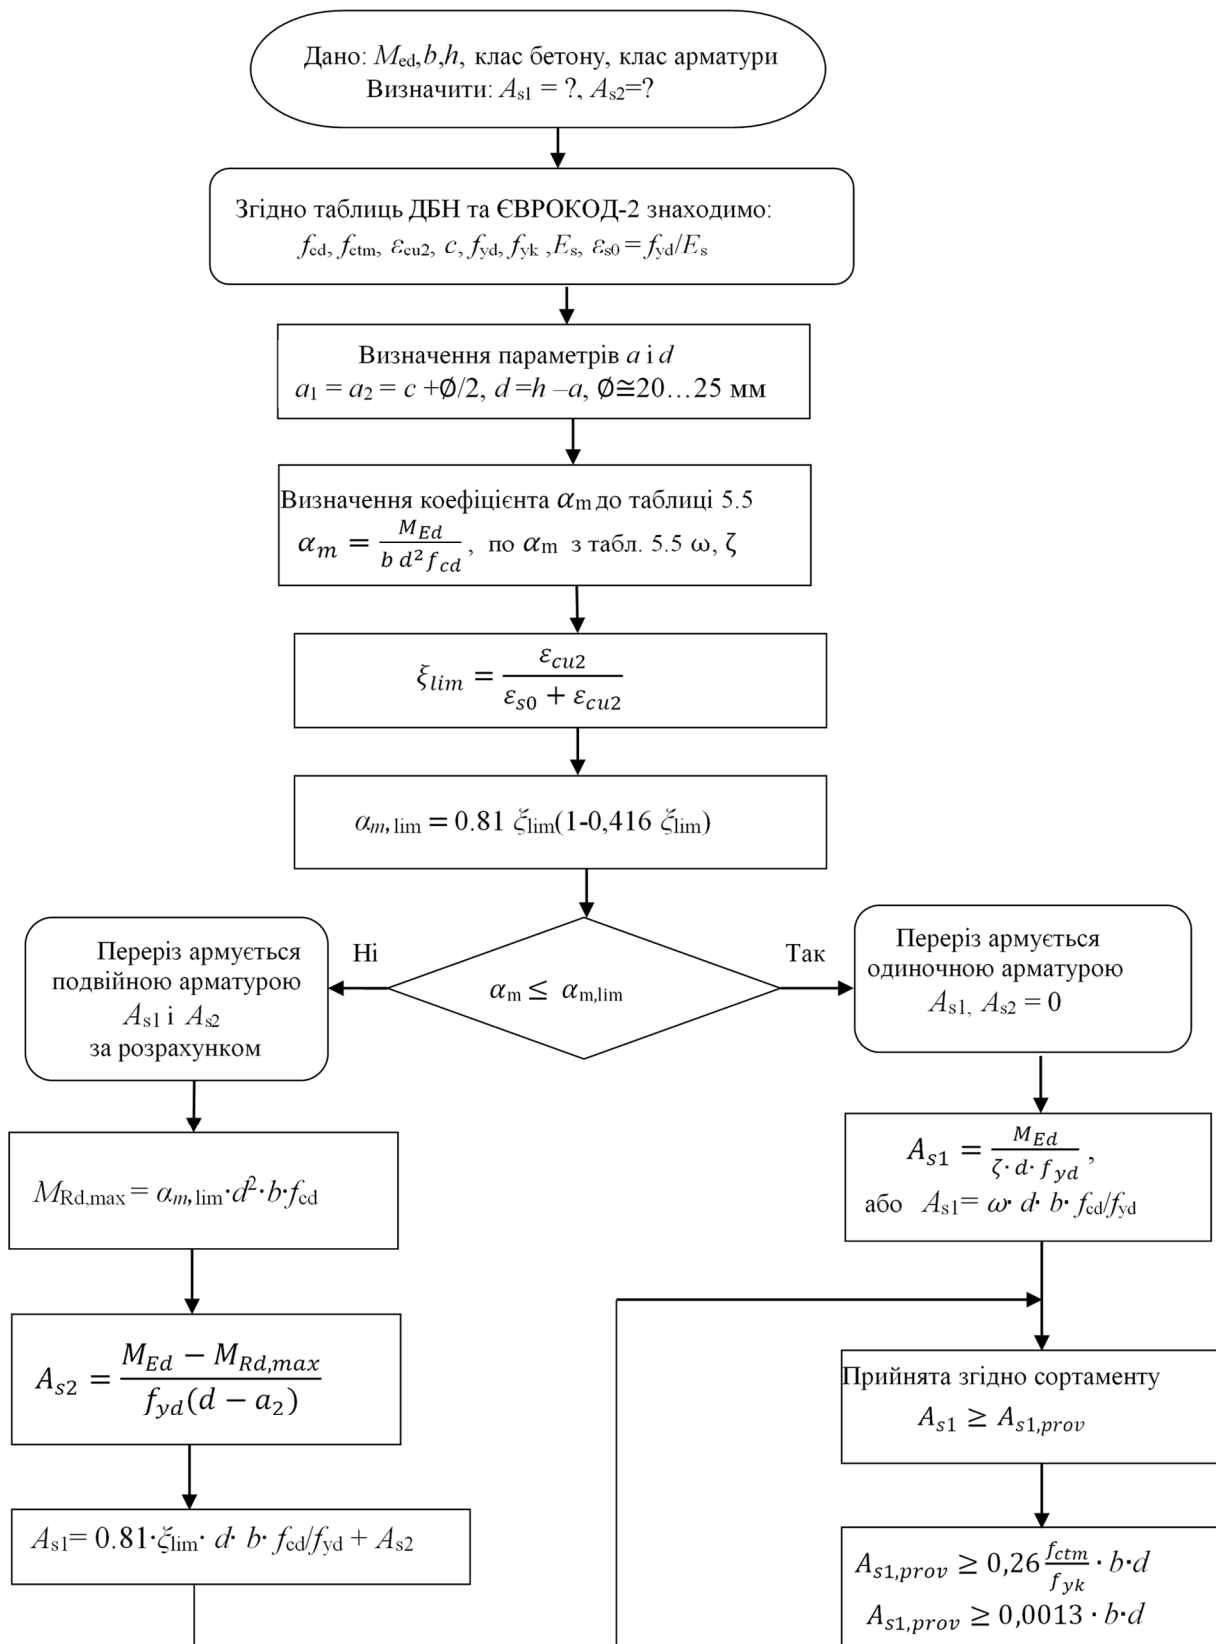 Дано: Med,b,h, клас бетону, клас арматури
Визначити: As1 = ?, As2=?
Згідно таблиць ДБН та ЄВРОКОД-2 знаходимо:
fcd, fctm, εcu2, c, fyd, fyk ,Es, εs0 = fyd/Es
Визначення параметрів a і d
a1 = a2 = c +Ø/2, d =h –a, Ø≅20…25 мм
Визначення коефіцієнта αm до таблиці 5.5
αm = MEd / (b d² fcd), по αm з табл. 5.5 ω, ζ
ξlim = εcu2 / (εs0 + εcu2)
αm,lim = 0.81 ξlim(1-0,416 ξlim)
αm ≤ αm,lim
Ні
Так
Переріз армується
подвійною арматурою
As1 і As2
за розрахунком
MRd,max = αm,lim·d²·b·fcd
As2 = (MEd − MRd,max) / (fyd(d − a2))
As1= 0.81·ξlim· d· b· fcd/fyd + As2
Переріз армується
одиночною арматурою
As1, As2 = 0
As1 = MEd / (ζ· d· fyd) ,
або As1= ω· d· b· fcd/fyd
Прийнята згідно сортаменту
As1 ≥ As1,prov
As1,prov ≥ 0,26 fctm/fyk · b·d
As1,prov ≥ 0,0013 · b·d